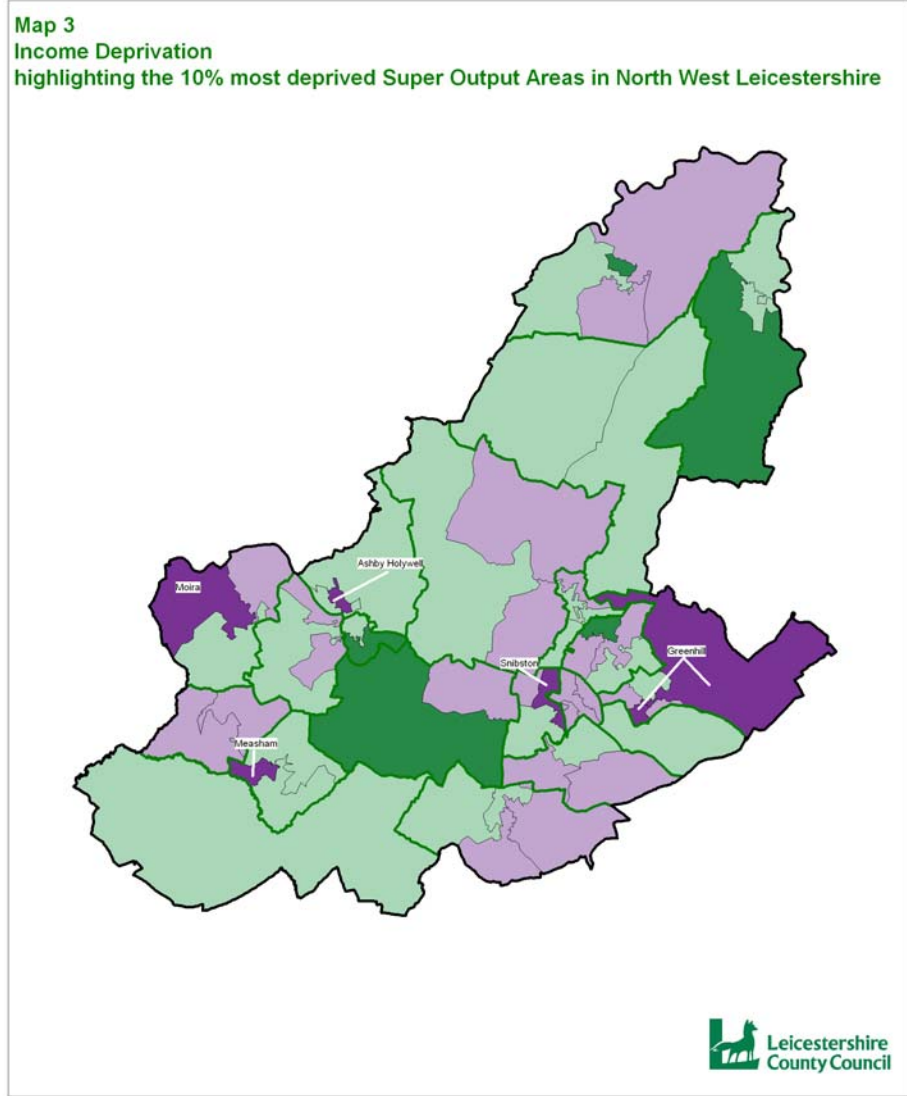 Map 3
Income Deprivation
highlighting the 10% most deprived Super Output Areas in North West Leicestershire
Ashby Holywell
Moira
Greenhill
Snibston
Measham
Leicestershire
County Council